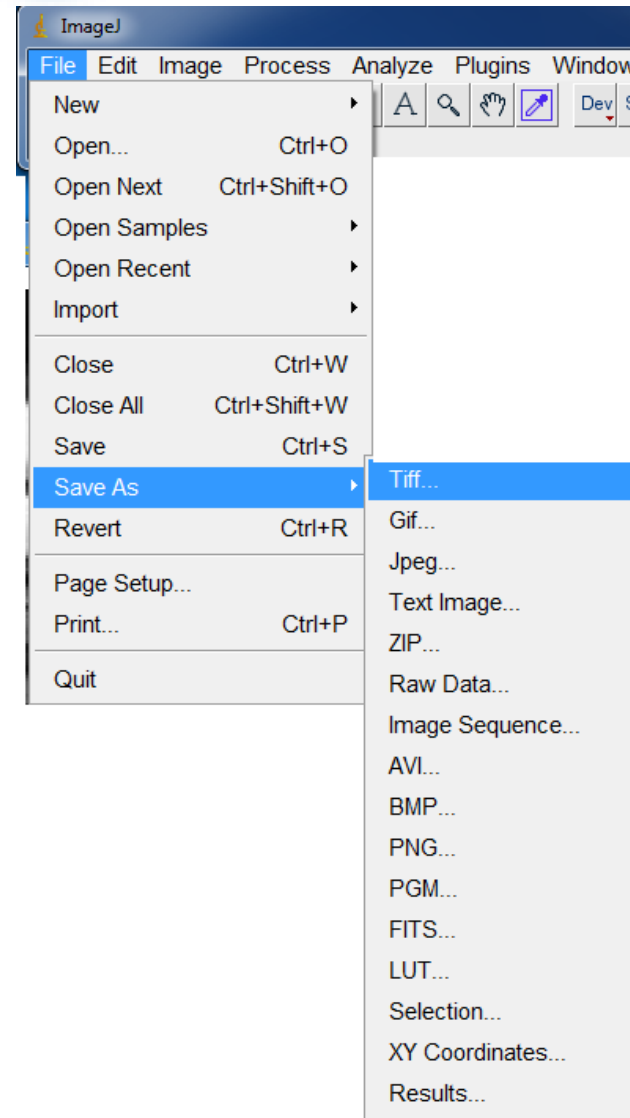 ImageJ
File Edit Image Process Analyze Plugins Window
A Dev
New
Open... Ctrl+O
Open Next Ctrl+Shift+O
Open Samples
Open Recent
Import
Close Ctrl+W
Close All Ctrl+Shift+W
Save Ctrl+S
Save As
Revert Ctrl+R
Page Setup...
Print... Ctrl+P
Quit
Tiff...
Gif...
Jpeg...
Text Image...
ZIP...
Raw Data...
Image Sequence...
AVI...
BMP...
PNG...
PGM...
FITS...
LUT...
Selection...
XY Coordinates...
Results...